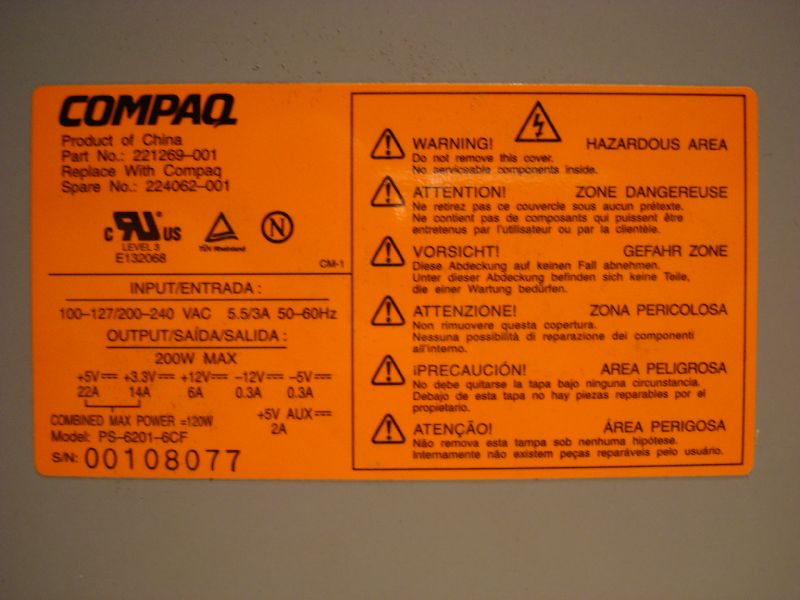 COMPAQ
Product of China
Part No.: 221269-001
Replace With Compaq
Spare No.: 224062-001
c RU US
LEVEL 3
E132068
TÜV Rheinland
N
CM-1
INPUT/ENTRADA :
100-127/200-240 VAC 5.5/3A 50-60Hz
OUTPUT/SAÍDA/SALIDA :
200W MAX
+5V +3.3V +12V -12V -5V
22A 14A 6A 0.3A 0.3A
COMBINED MAX POWER =120W
+5V AUX
2A
Model: PS-6201-6CF
S/N: 00108077
WARNING! HAZARDOUS AREA
Do not remove this cover.
No serviceable components inside.
ATTENTION! ZONE DANGEREUSE
Ne retirez pas ce couvercle sous aucun prétexte.
Ne contient pas de composants qui puissent être
entretenus par l'utilisateur ou par la clientèle.
VORSICHT! GEFAHR ZONE
Diese Abdeckung auf keinen Fall abnehmen.
Unter dieser Abdeckung befinden sich keine Teile,
die einer Wartung bedürfen.
ATTENZIONE! ZONA PERICOLOSA
Non rimuovere questa copertura.
Nessuna possibilità di reparazione dei componenti
all'interno.
¡PRECAUCIÓN! AREA PELIGROSA
No debe quitarse la tapa bajo ninguna circunstancia.
Debajo de esta tapa no hay piezas reparables por el
propietario.
ATENÇÃO! ÁREA PERIGOSA
Não remova esta tampa sob nenhuma hipótese.
Internamente não existem peças reparáveis pelo usuário.